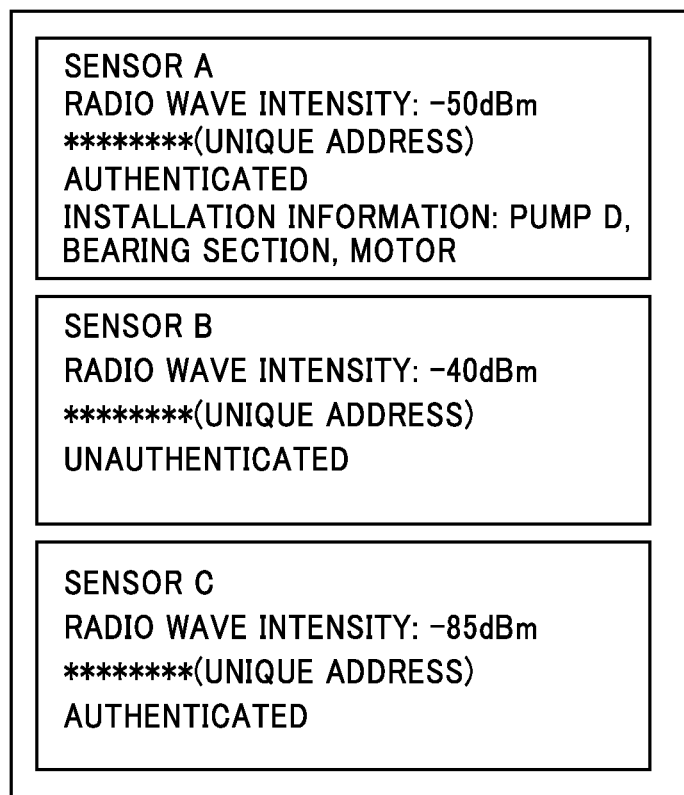 SENSOR A
RADIO WAVE INTENSITY: -50dBm
********(UNIQUE ADDRESS)
AUTHENTICATED
INSTALLATION INFORMATION: PUMP D,
BEARING SECTION, MOTOR
SENSOR B
RADIO WAVE INTENSITY: -40dBm
********(UNIQUE ADDRESS)
UNAUTHENTICATED
SENSOR C
RADIO WAVE INTENSITY: -85dBm
********(UNIQUE ADDRESS)
AUTHENTICATED